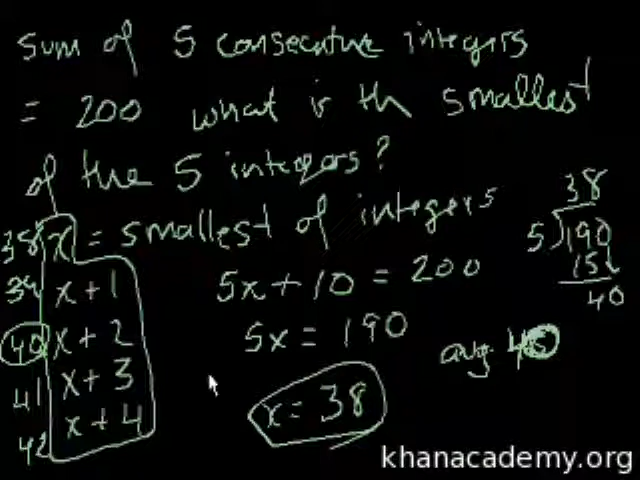 sum of 5 consecutive integers
= 200 what is th smallest
of the 5 integers?
38 x = smallest of integers
39 x + 1
40 x + 2
41 x + 3
42 x + 4
5x + 10 = 200
5x = 190
x = 38
38
5)190
15
40
avg. 40
khanacademy.org